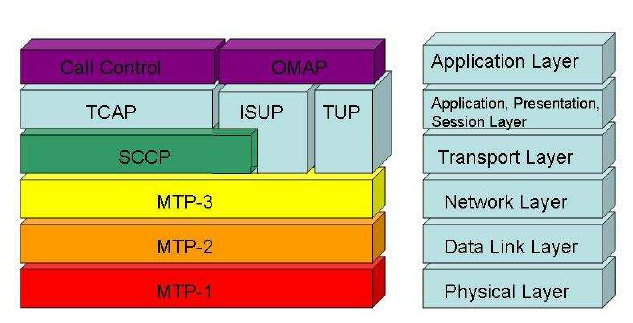 Call Control
OMAP
Application Layer
TCAP
ISUP
TUP
Application, Presentation,
Session Layer
SCCP
Transport Layer
MTP-3
Network Layer
MTP-2
Data Link Layer
MTP-1
Physical Layer